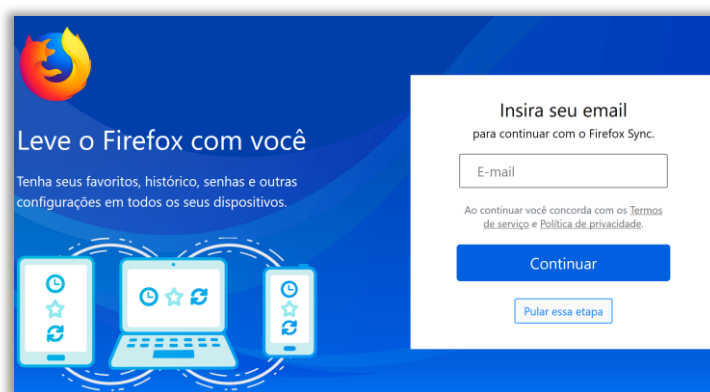 Leve o Firefox com você
Tenha seus favoritos, histórico, senhas e outras
configurações em todos os seus dispositivos.
Insira seu email
para continuar com o Firefox Sync.
E-mail
Ao continuar você concorda com os Termos
de serviço e Política de privacidade.
Continuar
Pular essa etapa